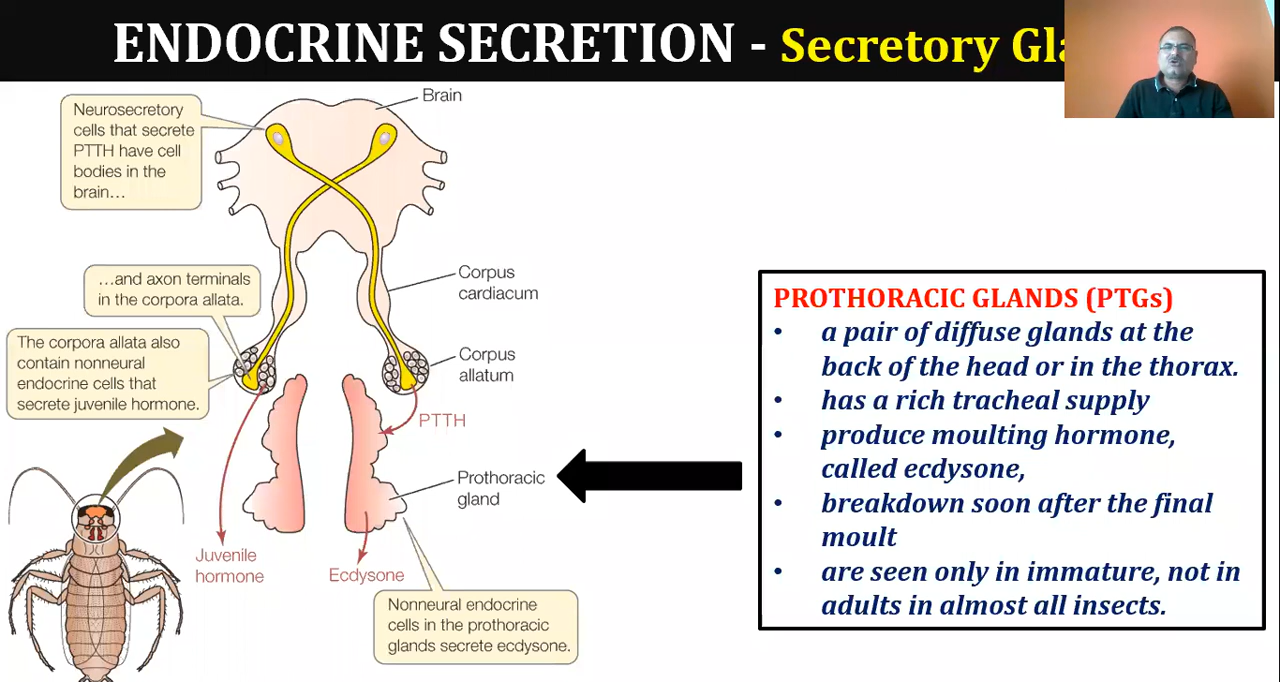 ENDOCRINE SECRETION - Secretory
Neurosecretory
cells that secrete
PTTH have cell
bodies in the
brain…
Brain
…and axon terminals
in the corpora allata.
Corpus
cardiacum
The corpora allata also
contain nonneural
endocrine cells that
secrete juvenile hormone.
Corpus
allatum
PTTH
Prothoracic
gland
Juvenile
hormone
Ecdysone
Nonneural endocrine
cells in the prothoracic
glands secrete ecdysone.
PROTHORACIC GLANDS (PTGs)
• a pair of diffuse glands at the
back of the head or in the thorax.
• has a rich tracheal supply
• produce moulting hormone,
called ecdysone,
• breakdown soon after the final
moult
• are seen only in immature, not in
adults in almost all insects.